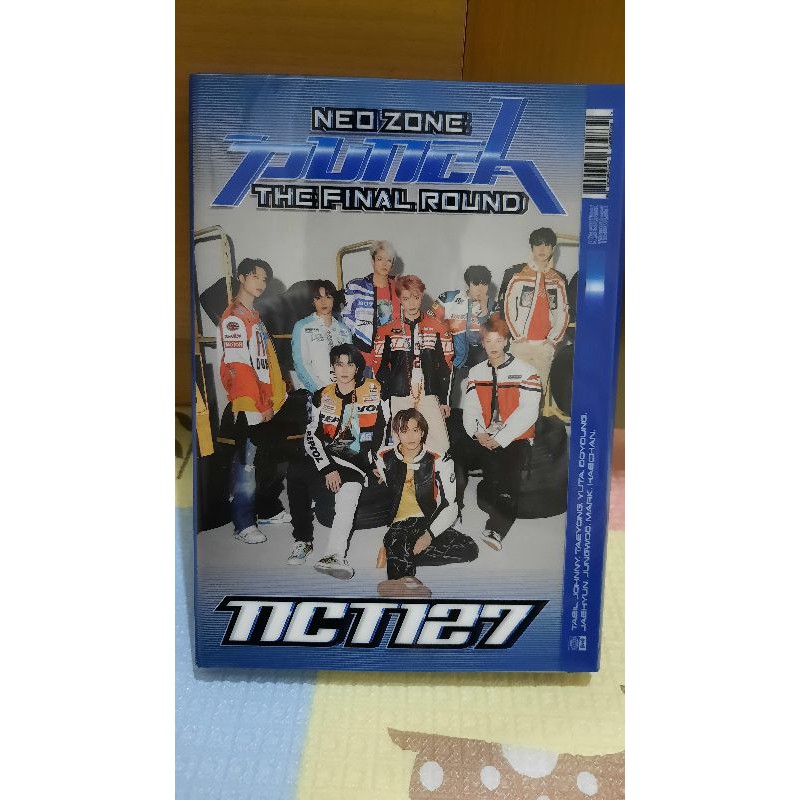 NEO ZONE
PUNCH
THE FINAL ROUND
TAEIL. JOHNNY. TAEYONG. YUTA. DOYOUNG.
JAEHYUN. JUNGWOO. MARK. HAECHAN.
NCT127